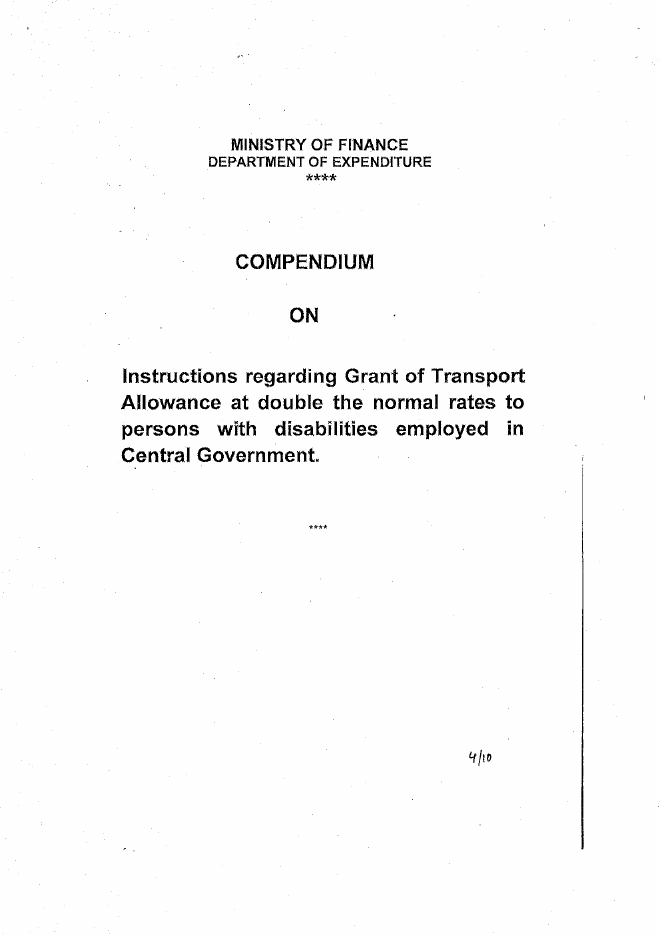 MINISTRY OF FINANCE
DEPARTMENT OF EXPENDITURE
****
COMPENDIUM
ON
Instructions regarding Grant of Transport
Allowance at double the normal rates to
persons with disabilities employed in
Central Government.
****
4/10